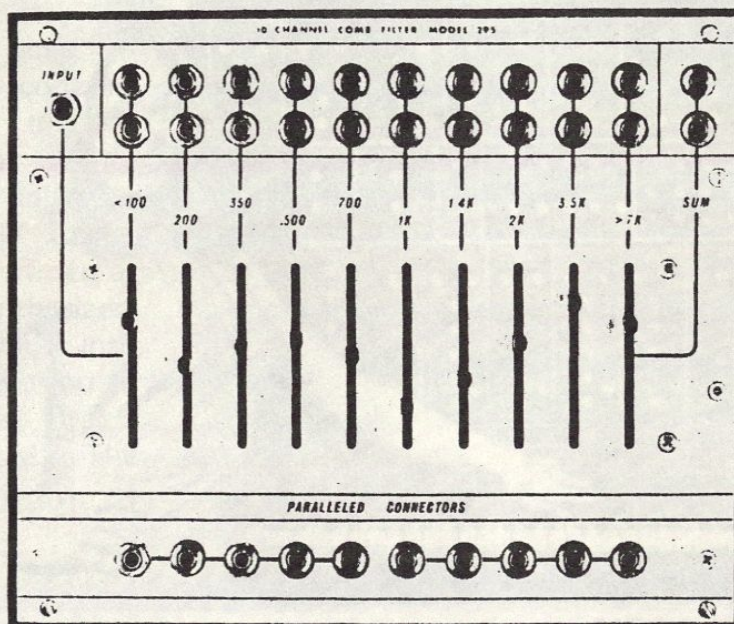 10 CHANNEL COMB FILTER MODEL 295
INPUT
<100 350 700 1.4K 3.5K SUM
200 .500 1K 2K >7K
PARALLELED CONNECTORS